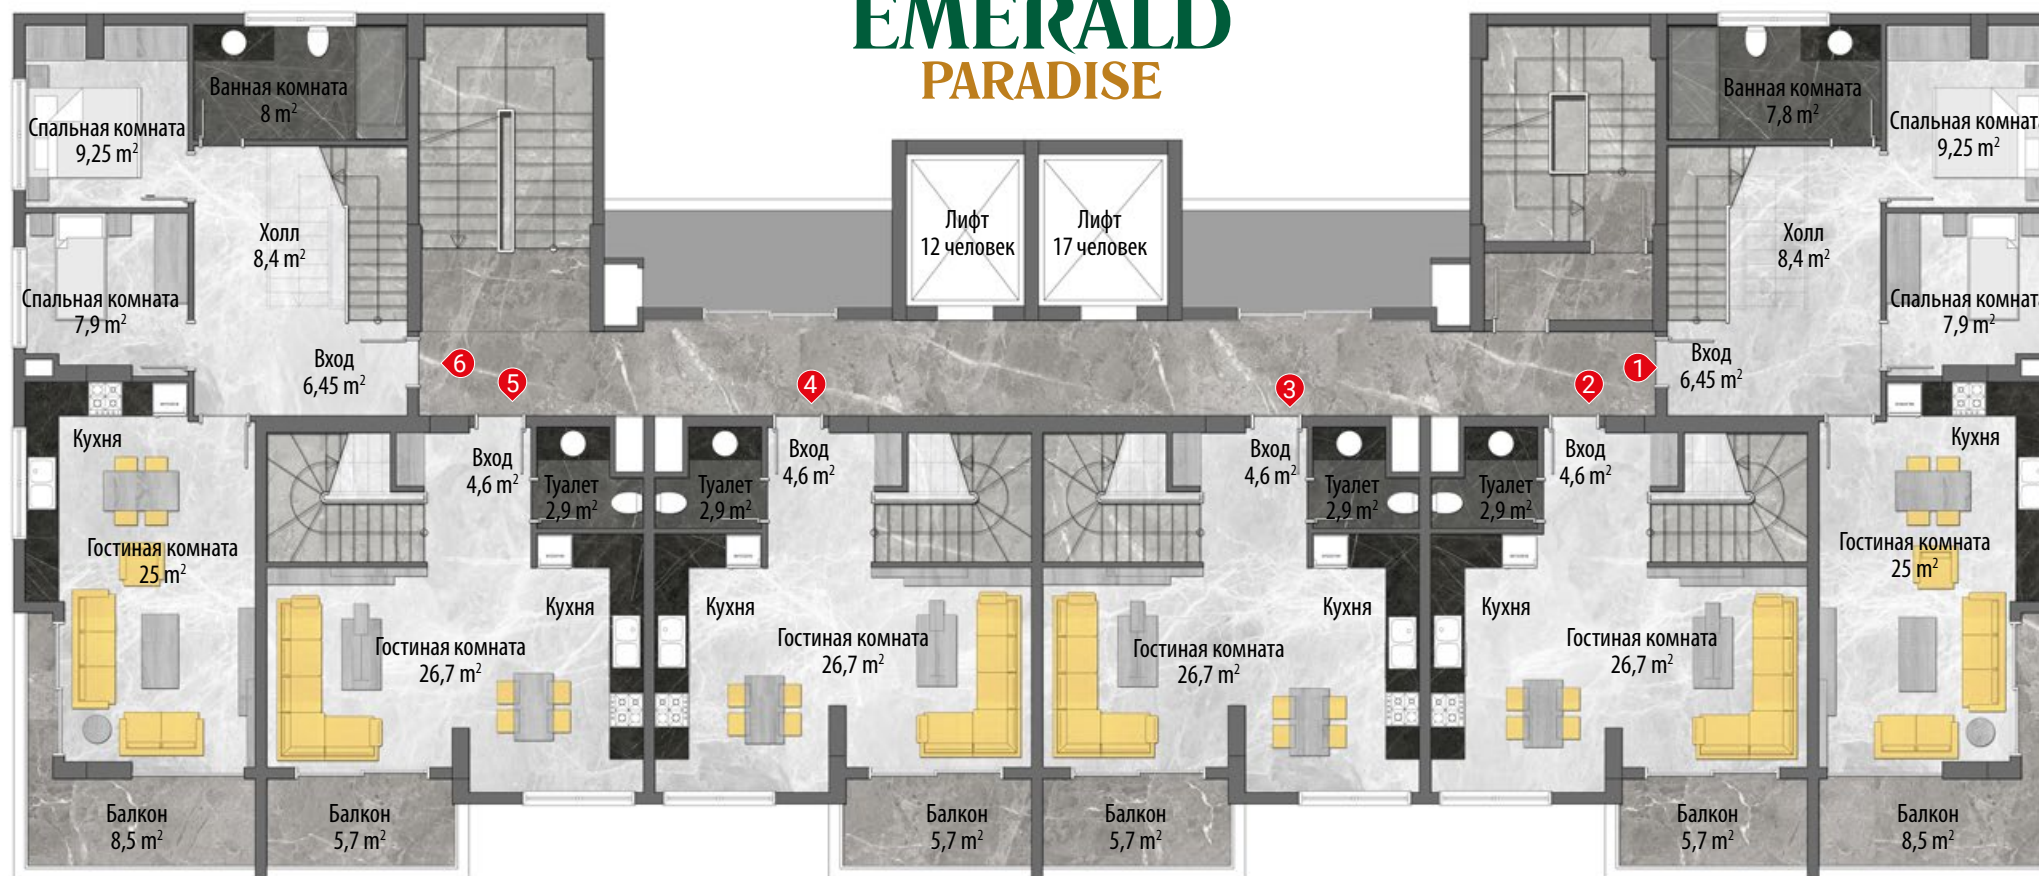 EMERALD
PARADISE
Ванная комната
8 m²
Спальная комната
9,25 m²
Холл
8,4 m²
Спальная комната
7,9 m²
Вход
6,45 m²
Лифт
12 человек
Лифт
17 человек
Ванная комната
7,8 m²
Спальная комната
9,25 m²
Холл
8,4 m²
Спальная комната
7,9 m²
Вход
6,45 m²
6
5
4
3
2
1
Кухня
Гостиная комната
25 m²
Балкон
8,5 m²
Вход
4,6 m²
Туалет
2,9 m²
Кухня
Гостиная комната
26,7 m²
Балкон
5,7 m²
Туалет
2,9 m²
Вход
4,6 m²
Кухня
Гостиная комната
26,7 m²
Балкон
5,7 m²
Вход
4,6 m²
Туалет
2,9 m²
Кухня
Гостиная комната
26,7 m²
Балкон
5,7 m²
Туалет
2,9 m²
Вход
4,6 m²
Кухня
Гостиная комната
26,7 m²
Балкон
5,7 m²
Кухня
Гостиная комната
25 m²
Балкон
8,5 m²